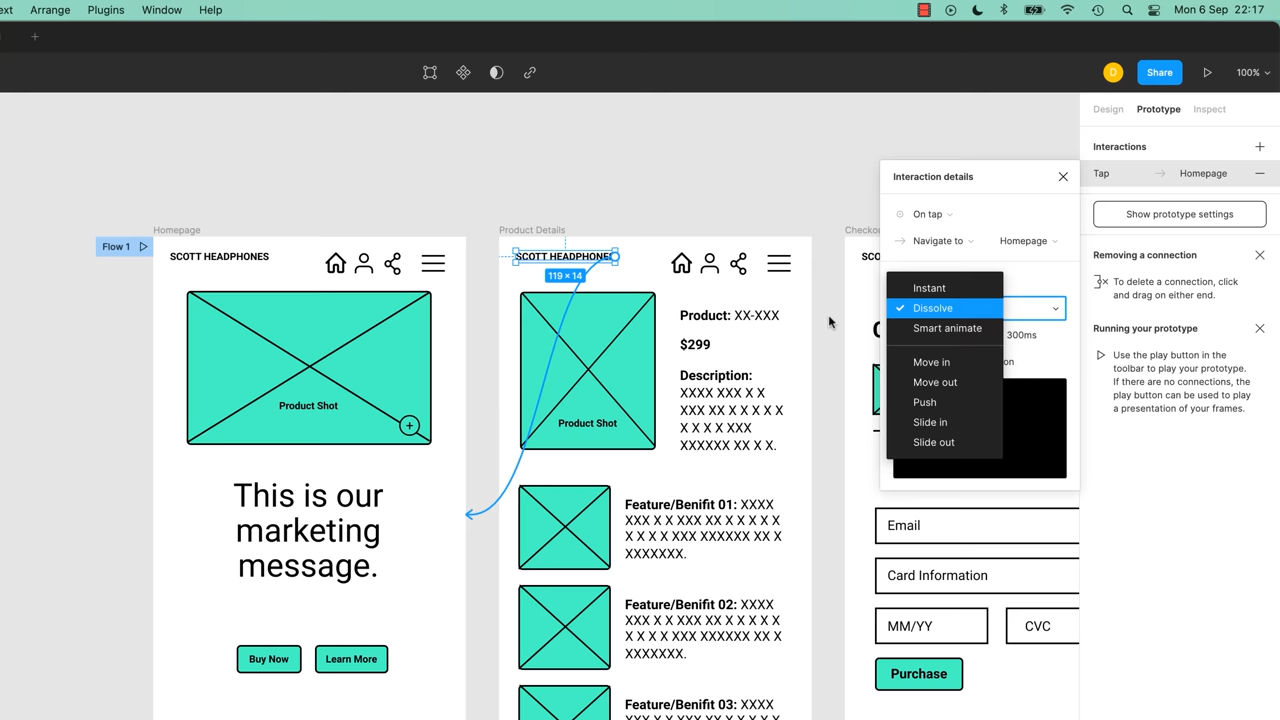 ext Arrange Plugins Window Help Mon 6 Sep 22:17
D Share 100%
Design Prototype Inspect
Interactions
Tap Homepage
Show prototype settings
Removing a connection
To delete a connection, click
and drag on either end.
Running your prototype
Use the play button in the
toolbar to play your prototype.
If there are no connections, the
play button can be used to play
a presentation of your frames.
Interaction details
On tap
Navigate to Homepage
Instant
Dissolve
Smart animate
300ms
Move in
Move out
Push
Slide in
Slide out
Flow 1
Homepage
SCOTT HEADPHONES
Product Shot
+
This is our
marketing
message.
Buy Now Learn More
Product Details
SCOTT HEADPHONES
119 × 14
Product Shot
Product: XX-XXX
$299
Description:
XXXX XXX X X
XXX XX X X X X X
X X X X XXX
XXXXXX XX X X.
Feature/Benifit 01: XXXX
XXX X X XXX XX X X X X X
X X X X XXX XXXXXX XX X
XXXXXXX.
Feature/Benifit 02: XXXX
XXX X X XXX XX X X X X X
X X X X XXX XXXXXX XX X
XXXXXXX.
Feature/Benifit 03: XXXX
Checkou
SCO
Email
Card Information
MM/YY CVC
Purchase